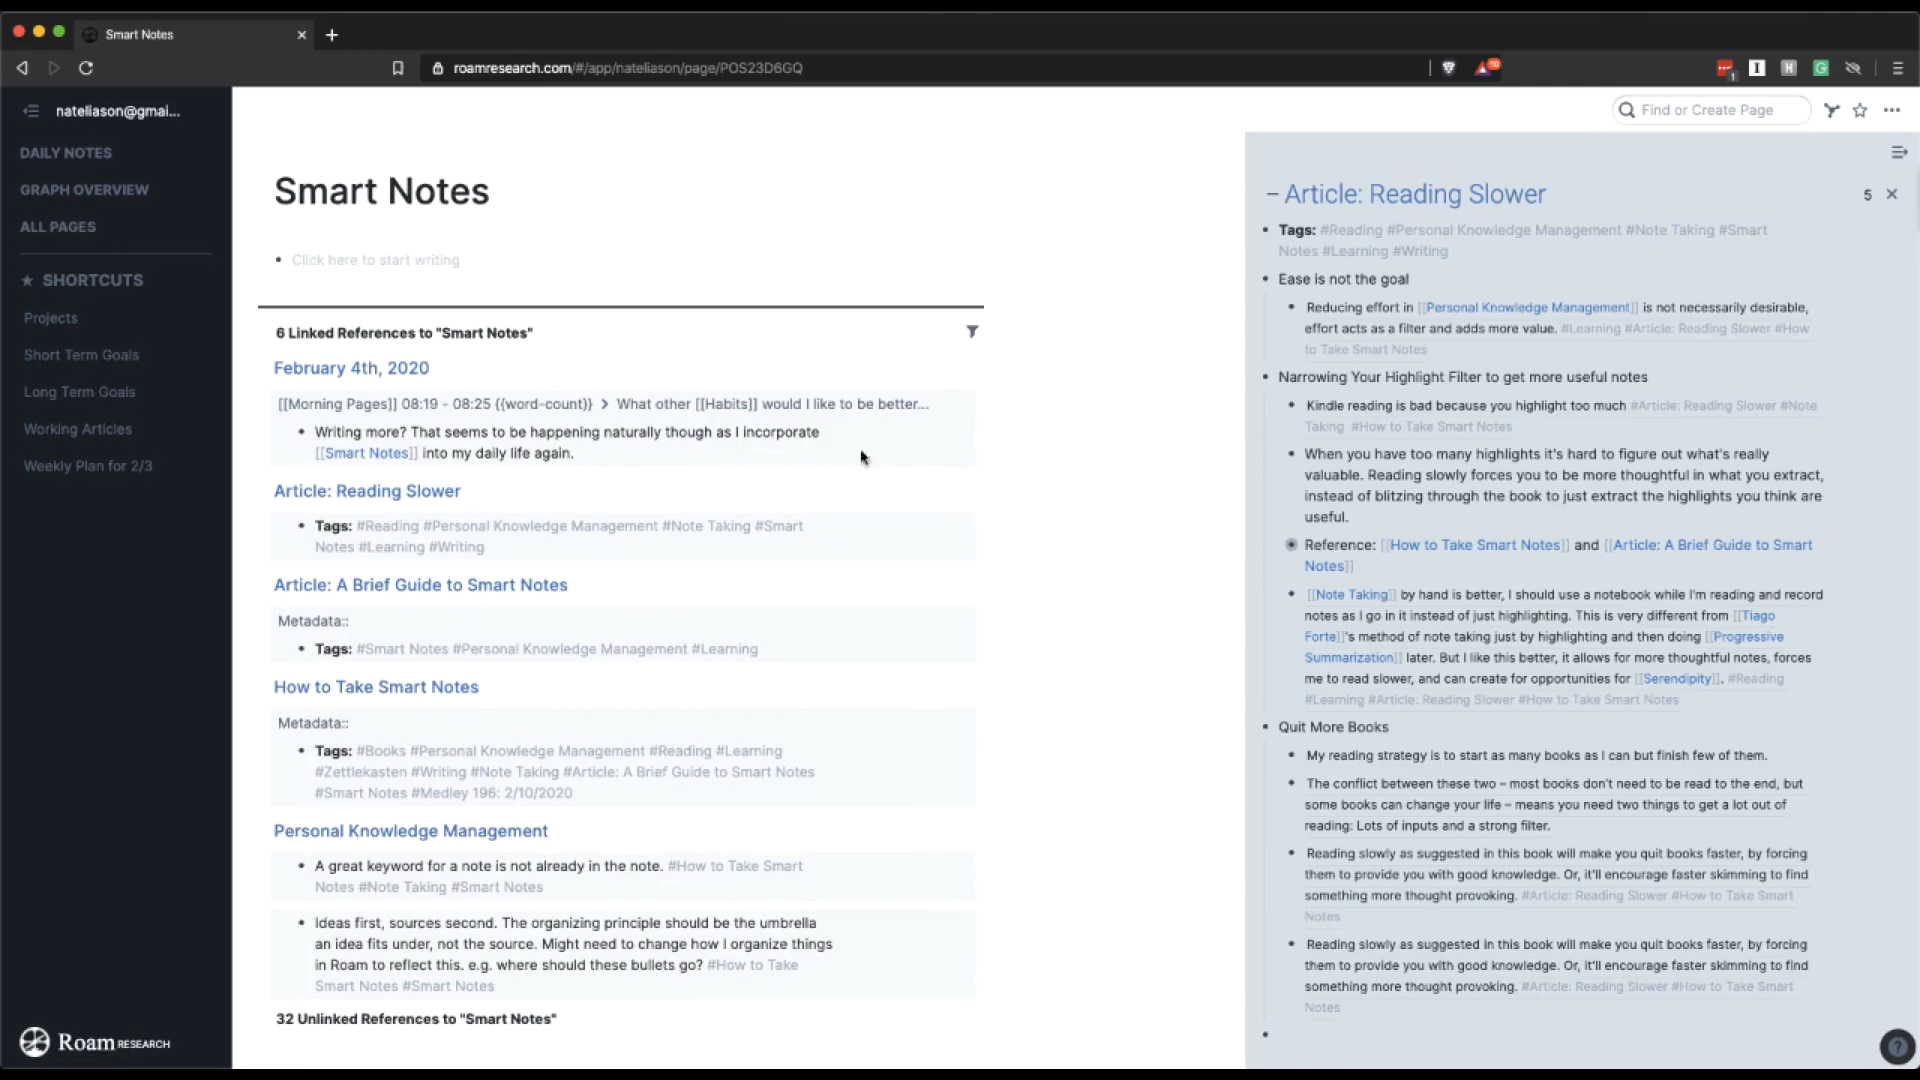 Smart Notes
roamresearch.com/#/app/nateliason/page/POS23D6GQ
10
1
nateliason@gmai...
DAILY NOTES
GRAPH OVERVIEW
ALL PAGES
★ SHORTCUTS
Projects
Short Term Goals
Long Term Goals
Working Articles
Weekly Plan for 2/3
Roam RESEARCH
Find or Create Page
Smart Notes
Click here to start writing
6 Linked References to "Smart Notes"
February 4th, 2020
[[Morning Pages]] 08:19 - 08:25 {{word-count}} > What other [[Habits]] would I like to be better...
• Writing more? That seems to be happening naturally though as I incorporate
[[Smart Notes]] into my daily life again.
Article: Reading Slower
• Tags: #Reading #Personal Knowledge Management #Note Taking #Smart
Notes #Learning #Writing
Article: A Brief Guide to Smart Notes
Metadata::
• Tags: #Smart Notes #Personal Knowledge Management #Learning
How to Take Smart Notes
Metadata::
• Tags: #Books #Personal Knowledge Management #Reading #Learning
#Zettlekasten #Writing #Note Taking #Article: A Brief Guide to Smart Notes
#Smart Notes #Medley 196: 2/10/2020
Personal Knowledge Management
• A great keyword for a note is not already in the note. #How to Take Smart
Notes #Note Taking #Smart Notes
• Ideas first, sources second. The organizing principle should be the umbrella
an idea fits under, not the source. Might need to change how I organize things
in Roam to reflect this. e.g. where should these bullets go? #How to Take
Smart Notes #Smart Notes
32 Unlinked References to "Smart Notes"
– Article: Reading Slower
5
• Tags: #Reading #Personal Knowledge Management #Note Taking #Smart
Notes #Learning #Writing
• Ease is not the goal
• Reducing effort in [[Personal Knowledge Management]] is not necessarily desirable,
effort acts as a filter and adds more value. #Learning #Article: Reading Slower #How
to Take Smart Notes
• Narrowing Your Highlight Filter to get more useful notes
• Kindle reading is bad because you highlight too much #Article: Reading Slower #Note
Taking #How to Take Smart Notes
• When you have too many highlights it's hard to figure out what's really
valuable. Reading slowly forces you to be more thoughtful in what you extract,
instead of blitzing through the book to just extract the highlights you think are
useful.
• Reference: [[How to Take Smart Notes]] and [[Article: A Brief Guide to Smart
Notes]]
• [[Note Taking]] by hand is better, I should use a notebook while I'm reading and record
notes as I go in it instead of just highlighting. This is very different from [[Tiago
Forte]]'s method of note taking just by highlighting and then doing [[Progressive
Summarization]] later. But I like this better, it allows for more thoughtful notes, forces
me to read slower, and can create for opportunities for [[Serendipity]]. #Reading
#Learning #Article: Reading Slower #How to Take Smart Notes
• Quit More Books
• My reading strategy is to start as many books as I can but finish few of them.
• The conflict between these two – most books don't need to be read to the end, but
some books can change your life – means you need two things to get a lot out of
reading: Lots of inputs and a strong filter.
• Reading slowly as suggested in this book will make you quit books faster, by forcing
them to provide you with good knowledge. Or, it'll encourage faster skimming to find
something more thought provoking. #Article: Reading Slower #How to Take Smart
Notes
• Reading slowly as suggested in this book will make you quit books faster, by forcing
them to provide you with good knowledge. Or, it'll encourage faster skimming to find
something more thought provoking. #Article: Reading Slower #How to Take Smart
Notes